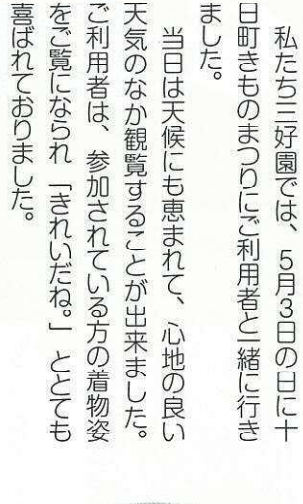 私たち三好園では、5月3日の日に十
日町きものまつりにご利用者と一緒に行き
ました。
当日は天候にも恵まれて、心地の良い
天気のなか観覧することが出来ました。
ご利用者は、参加されている方の着物姿
をご覧になられ「きれいだね。」ととても
喜ばれておりました。